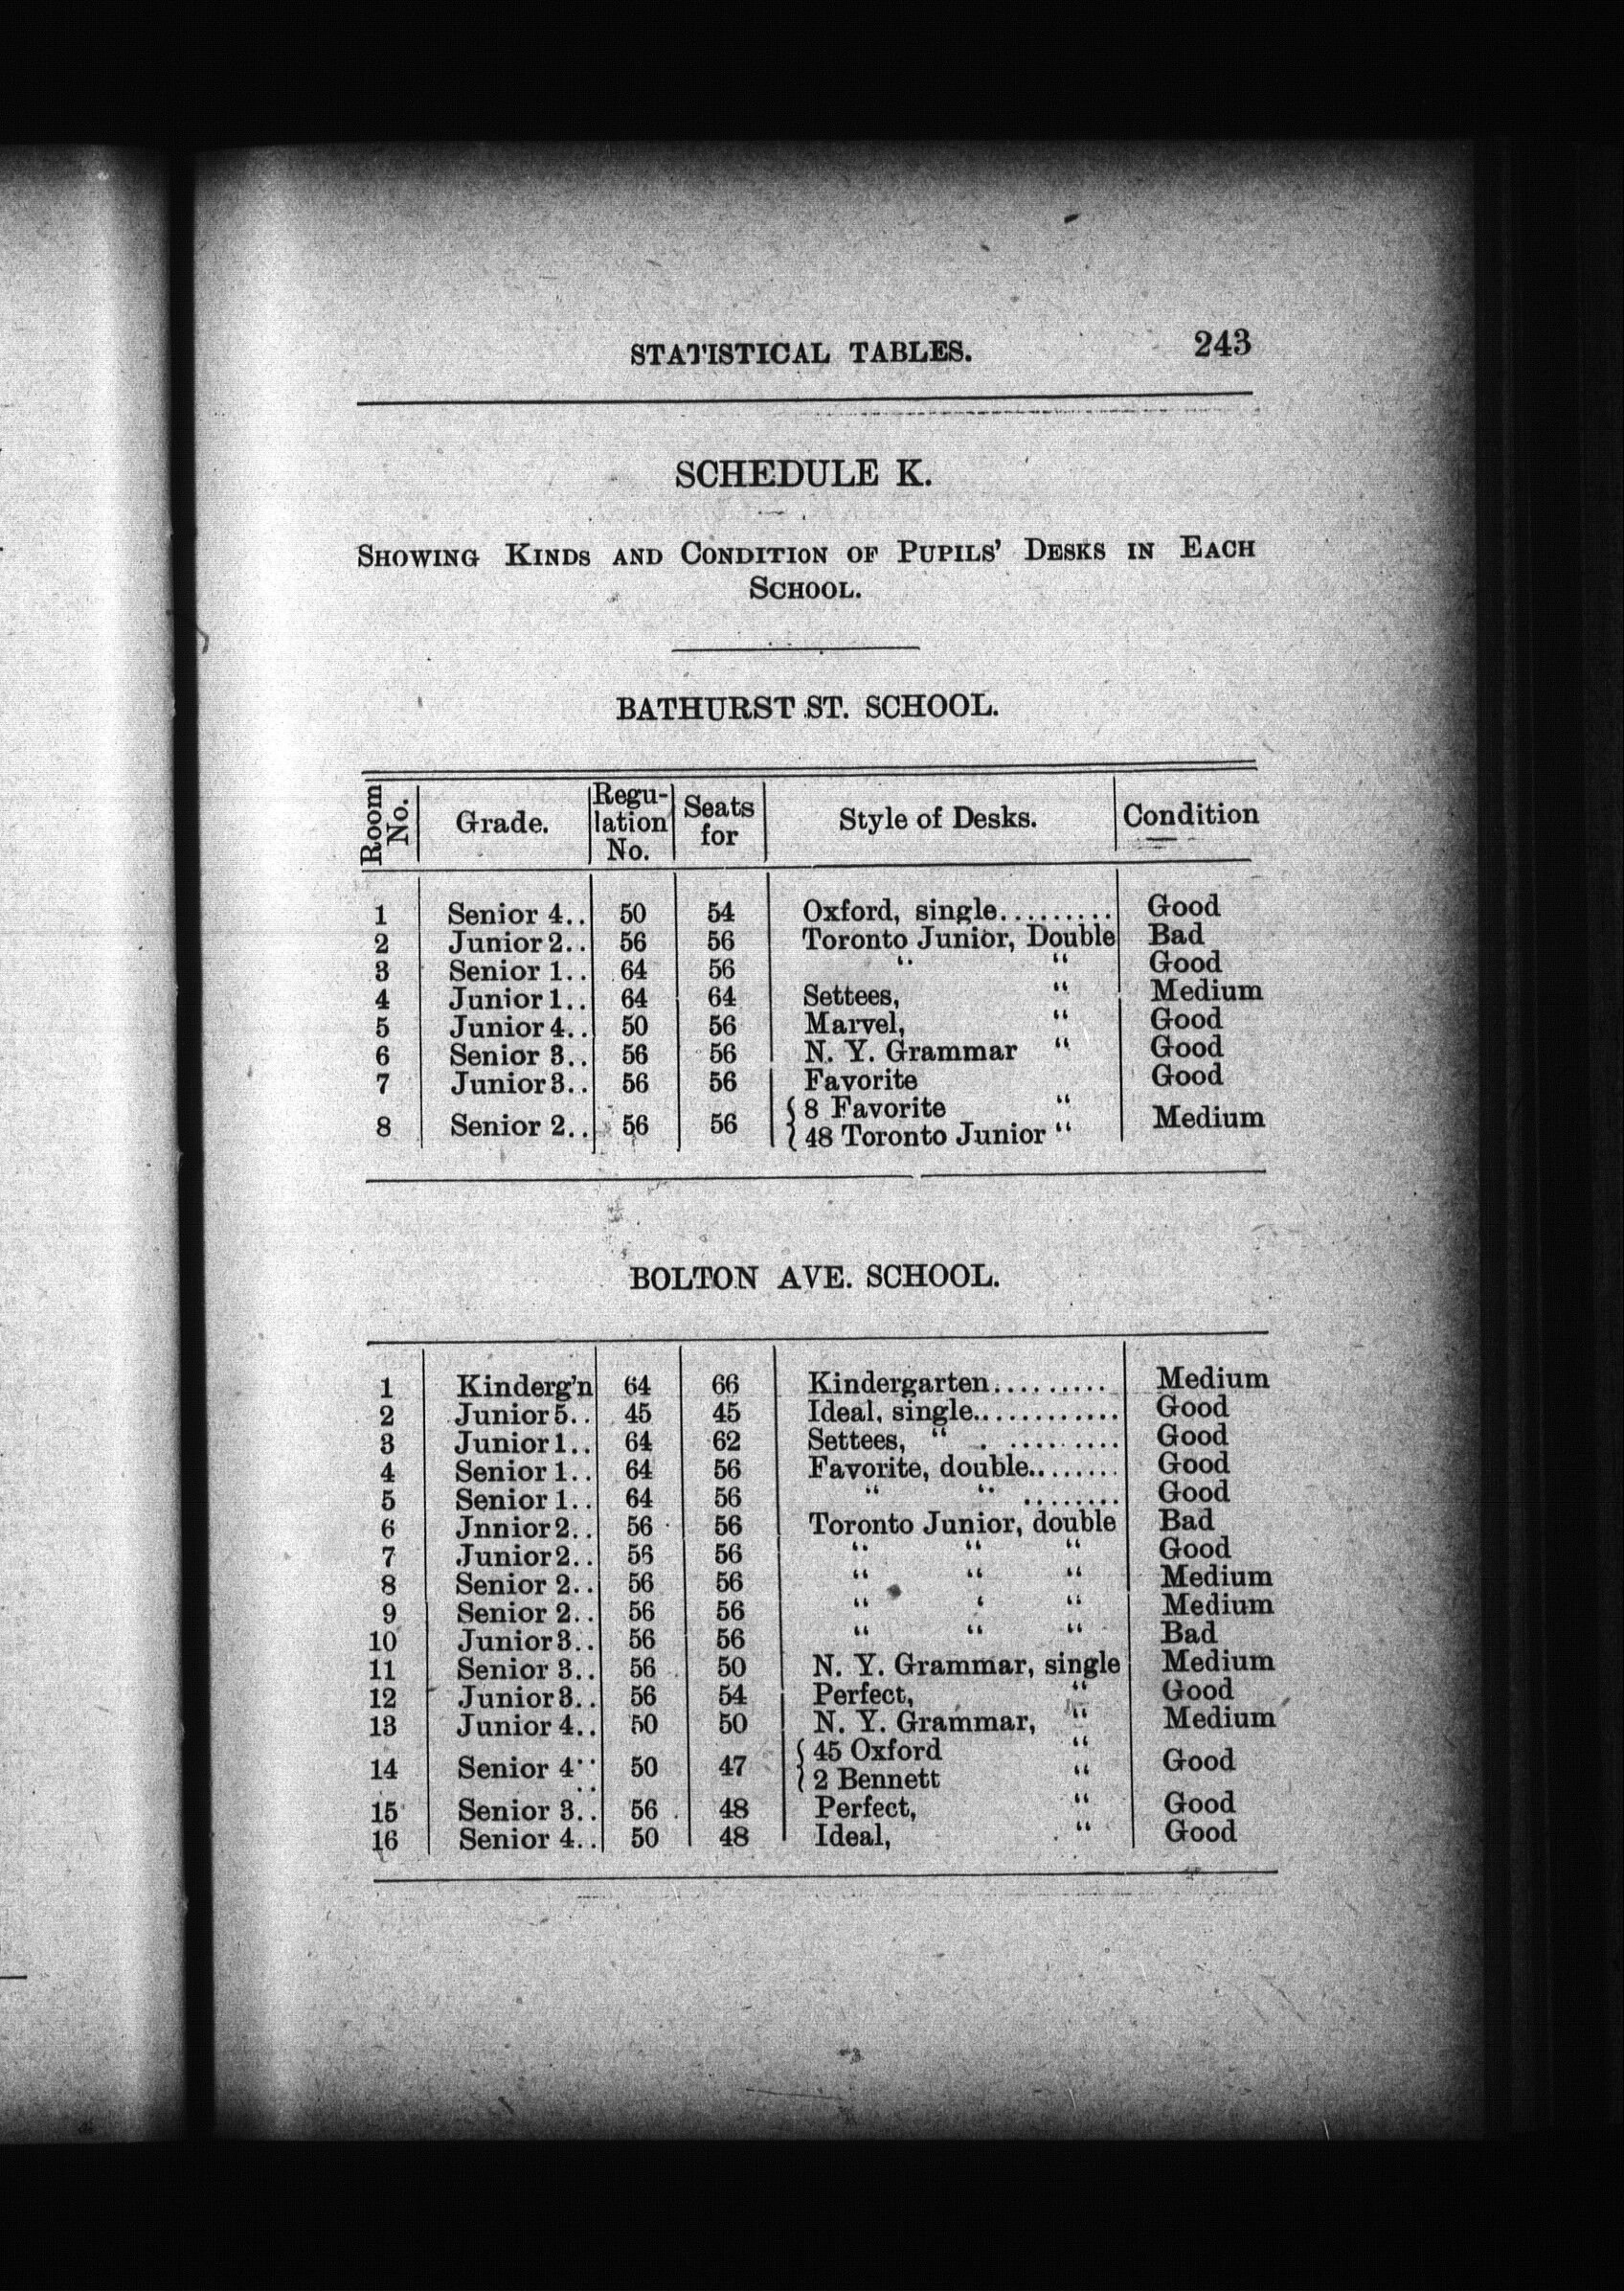 STATISTICAL TABLES. 243
SCHEDULE K.
SHOWING KINDS AND CONDITION OF PUPILS' DESKS IN EACH
SCHOOL.
BATHURST ST. SCHOOL.
Room No. Grade. Regu-lation No. Seats for Style of Desks. Condition
1 Senior 4.. 50 54 Oxford, single......... Good
2 Junior 2.. 56 56 Toronto Junior, Double Bad
3 Senior 1.. 64 56 “ “ Good
4 Junior 1.. 64 64 Settees, “ Medium
5 Junior 4.. 50 56 Marvel, “ Good
6 Senior 3.. 56 56 N. Y. Grammar “ Good
7 Junior 3.. 56 56 Favorite Good
8 Senior 2.. 56 56 { 8 Favorite “ Medium
48 Toronto Junior “
BOLTON AVE. SCHOOL.
1 Kinderg'n 64 66 Kindergarten......... Medium
2 Junior 5.. 45 45 Ideal, single............ Good
3 Junior 1.. 64 62 Settees, “ . ......... Good
4 Senior 1.. 64 56 Favorite, double........ Good
5 Senior 1.. 64 56 “ “ ........ Good
6 Jnnior 2.. 56 56 Toronto Junior, double Bad
7 Junior 2.. 56 56 “ “ “ Good
8 Senior 2.. 56 56 “ “ “ Medium
9 Senior 2.. 56 56 “ ‘ “ Medium
10 Junior 3.. 56 56 “ “ “ Bad
11 Senior 3.. 56 50 N. Y. Grammar, single Medium
12 Junior 3.. 56 54 Perfect, “ Good
13 Junior 4.. 50 50 N. Y. Grammar, “ Medium
14 Senior 4.. 50 47 { 45 Oxford “ Good
2 Bennett “
15 Senior 3.. 56 48 Perfect, “ Good
16 Senior 4.. 50 48 Ideal, “ Good